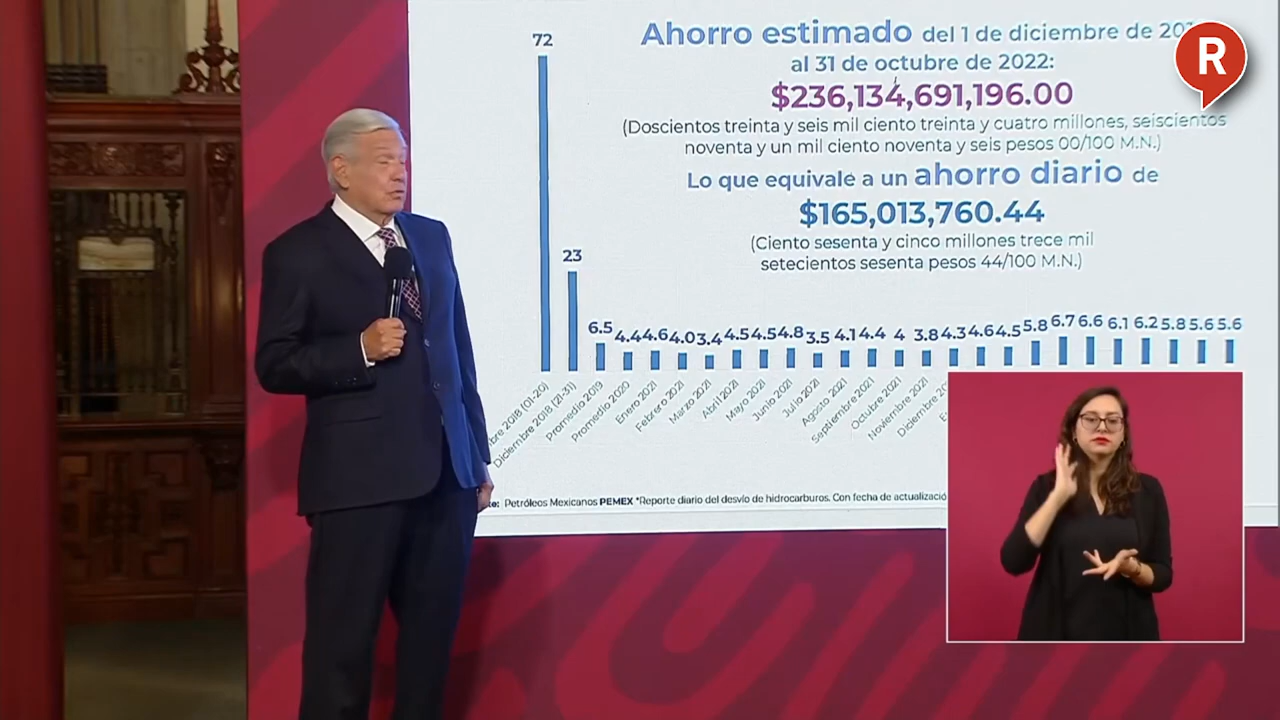 R
Ahorro estimado del 1 de diciembre de
al 31 de octubre de 2022:
$236,134,691,196.00
(Doscientos treinta y seis mil ciento treinta y cuatro millones, seiscientos
noventa y un mil ciento noventa y seis pesos 00/100 M.N.)
Lo que equivale a un ahorro diario de
$165,013,760.44
(Ciento sesenta y cinco millones trece mil
setecientos sesenta pesos 44/100 M.N.)
72
23
6.5 4.4 4.6 4.0 3.4 4.5 4.5 4.8 3.5 4.1 4.4 4 3.8 4.3 4.6 4.5 5.8 6.7 6.6 6.1 6.2 5.8 5.6 5.6
2018 (01-20)
Diciembre 2018 (21-31)
Promedio 2019
Promedio 2020
Enero 2021
Febrero 2021
Marzo 2021
Abril 2021
Mayo 2021
Junio 2021
Julio 2021
Agosto 2021
Septiembre 2021
Octubre 2021
Noviembre 2021
Diciembre
Petróleos Mexicanos PEMEX *Reporte diario del desvío de hidrocarburos. Con fecha de